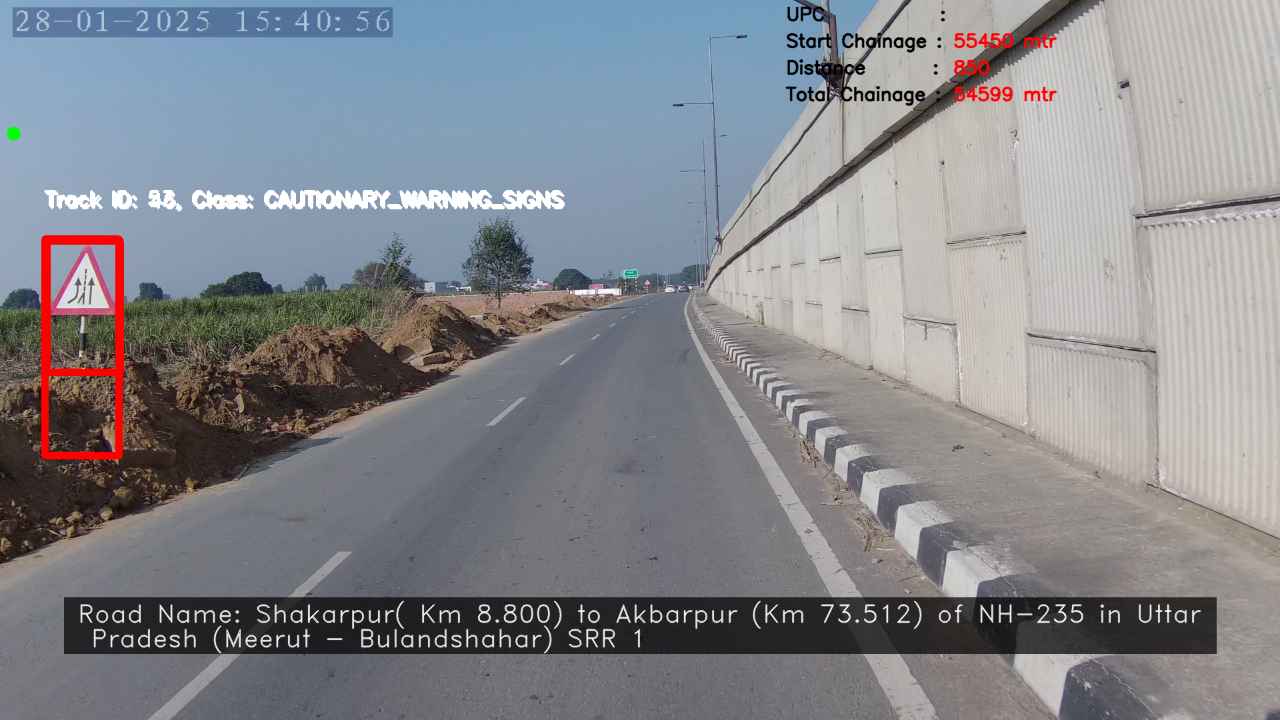 28-01-2025 15:40:56
UPC :
Start Chainage : 55450 mtr
Distance : 850
Total Chainage : 54599 mtr
Track ID: Class: CAUTIONARY_WARNING_SIGNS
Road Name: Shakarpur( Km 8.800) to Akbarpur (Km 73.512) of NH-235 in Uttar
Pradesh (Meerut - Bulandshahar) SRR 1